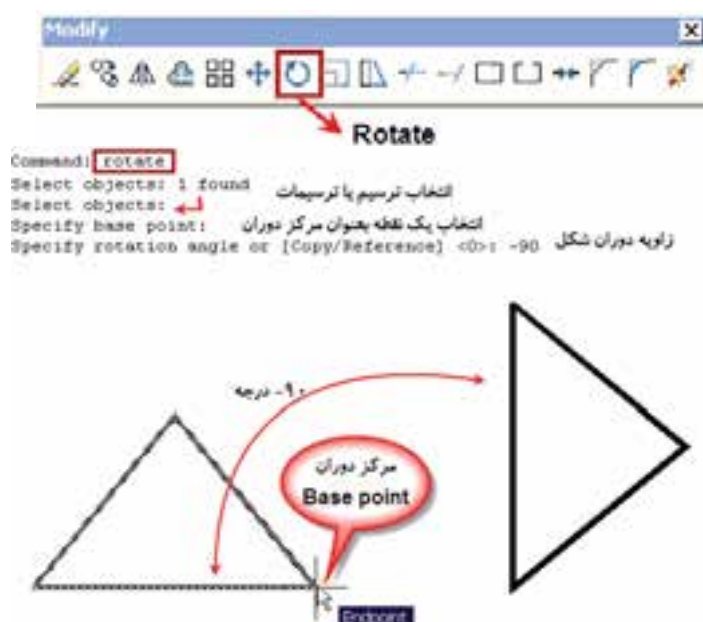 Modify
Rotate
Command: rotate
Select objects: 1 found
انتخاب ترسیم یا ترسیمات
Select objects:
Specify base point: انتخاب یک نقطه بعنوان مرکز دوران
Specify rotation angle or [Copy/Reference] <0>: -90 زاویه دوران شکل
-۹۰ درجه
مرکز دوران
Base point
Endpoint